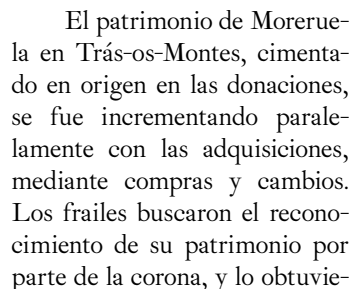 El patrimonio de Morerue-
la en Trás-os-Montes, cimenta-
do en origen en las donaciones,
se fue incrementando parale-
lamente con las adquisiciones,
mediante compras y cambios.
Los frailes buscaron el recono-
cimiento de su patrimonio por
parte de la corona, y lo obtuvie-